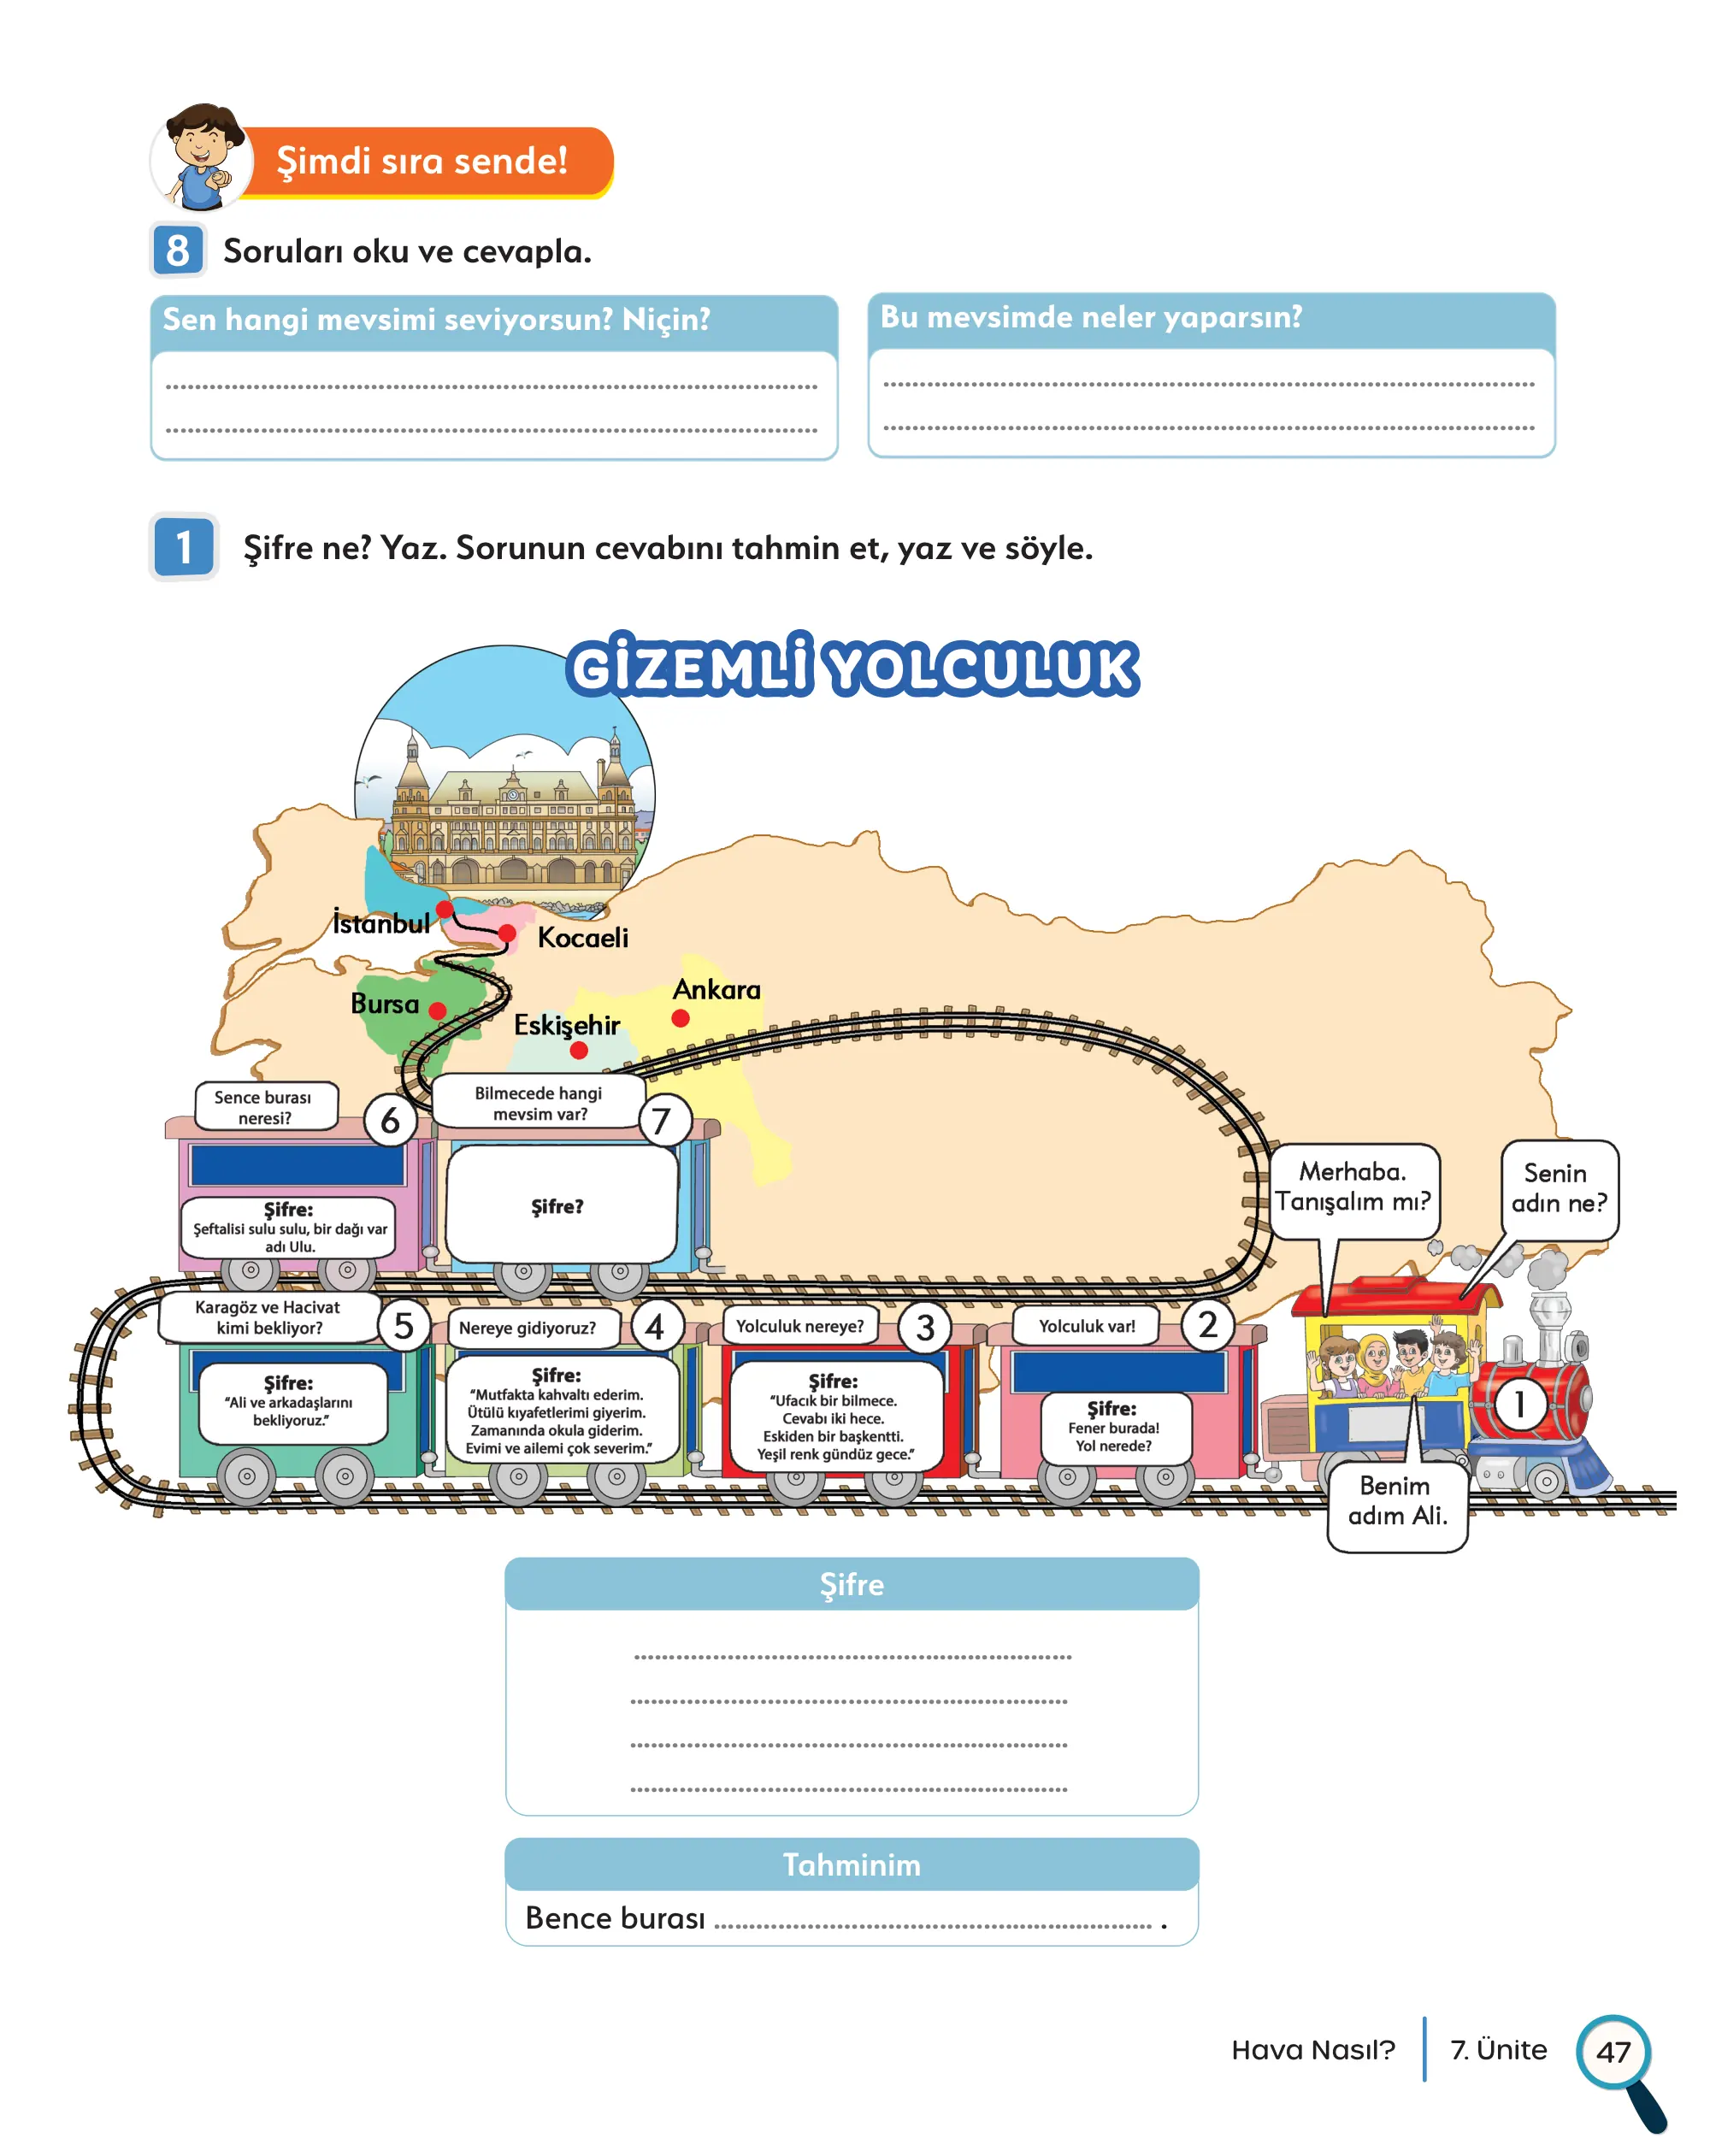 Şimdi sıra sende!
8 Soruları oku ve cevapla.
Sen hangi mevsimi seviyorsun? Niçin?
Bu mevsimde neler yaparsın?
1 Şifre ne? Yaz. Sorunun cevabını tahmin et, yaz ve söyle.
GİZEMLİ YOLCULUK
İstanbul
Kocaeli
Bursa
Eskişehir
Ankara
Sence burası
neresi?
6
Şifre:
Şeftalisi sulu sulu, bir dağı var
adı Ulu.
Bilmecede hangi
mevsim var?
7
Şifre?
Merhaba.
Tanışalım mı?
Senin
adın ne?
Karagöz ve Hacivat
kimi bekliyor?
5
Şifre:
“Ali ve arkadaşlarını
bekliyoruz.”
Nereye gidiyoruz?
4
Şifre:
“Mutfakta kahvaltı ederim.
Ütülü kıyafetlerimi giyerim.
Zamanında okula giderim.
Evimi ve ailemi çok severim.”
Yolculuk nereye?
3
Şifre:
“Ufacık bir bilmece.
Cevabı iki hece.
Eskiden bir başkentti.
Yeşil renk gündüz gece.”
Yolculuk var!
2
Şifre:
Fener burada!
Yol nerede?
1
Benim
adım Ali.
Şifre
Tahminim
Bence burası .............................................................. .
Hava Nasıl? 7. Ünite 47